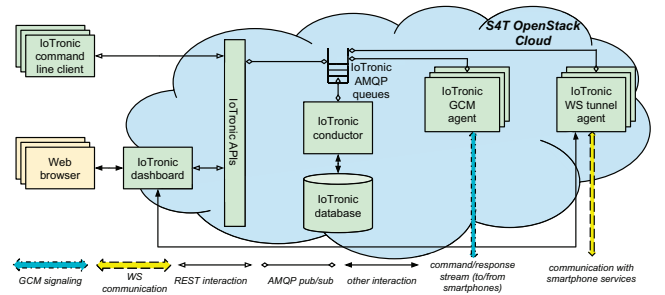 S4T OpenStack
Cloud
IoTronic
command
line client
IoTronic APIs
IoTronic
AMQP
queues
IoTronic
GCM
agent
IoTronic
WS tunnel
agent
IoTronic
conductor
Web
browser
IoTronic
dashboard
IoTronic
database
GCM signaling
WS
communication
REST interaction
AMQP pub/sub
other interaction
command/response
stream (to/from
smartphones)
communication with
smartphone services